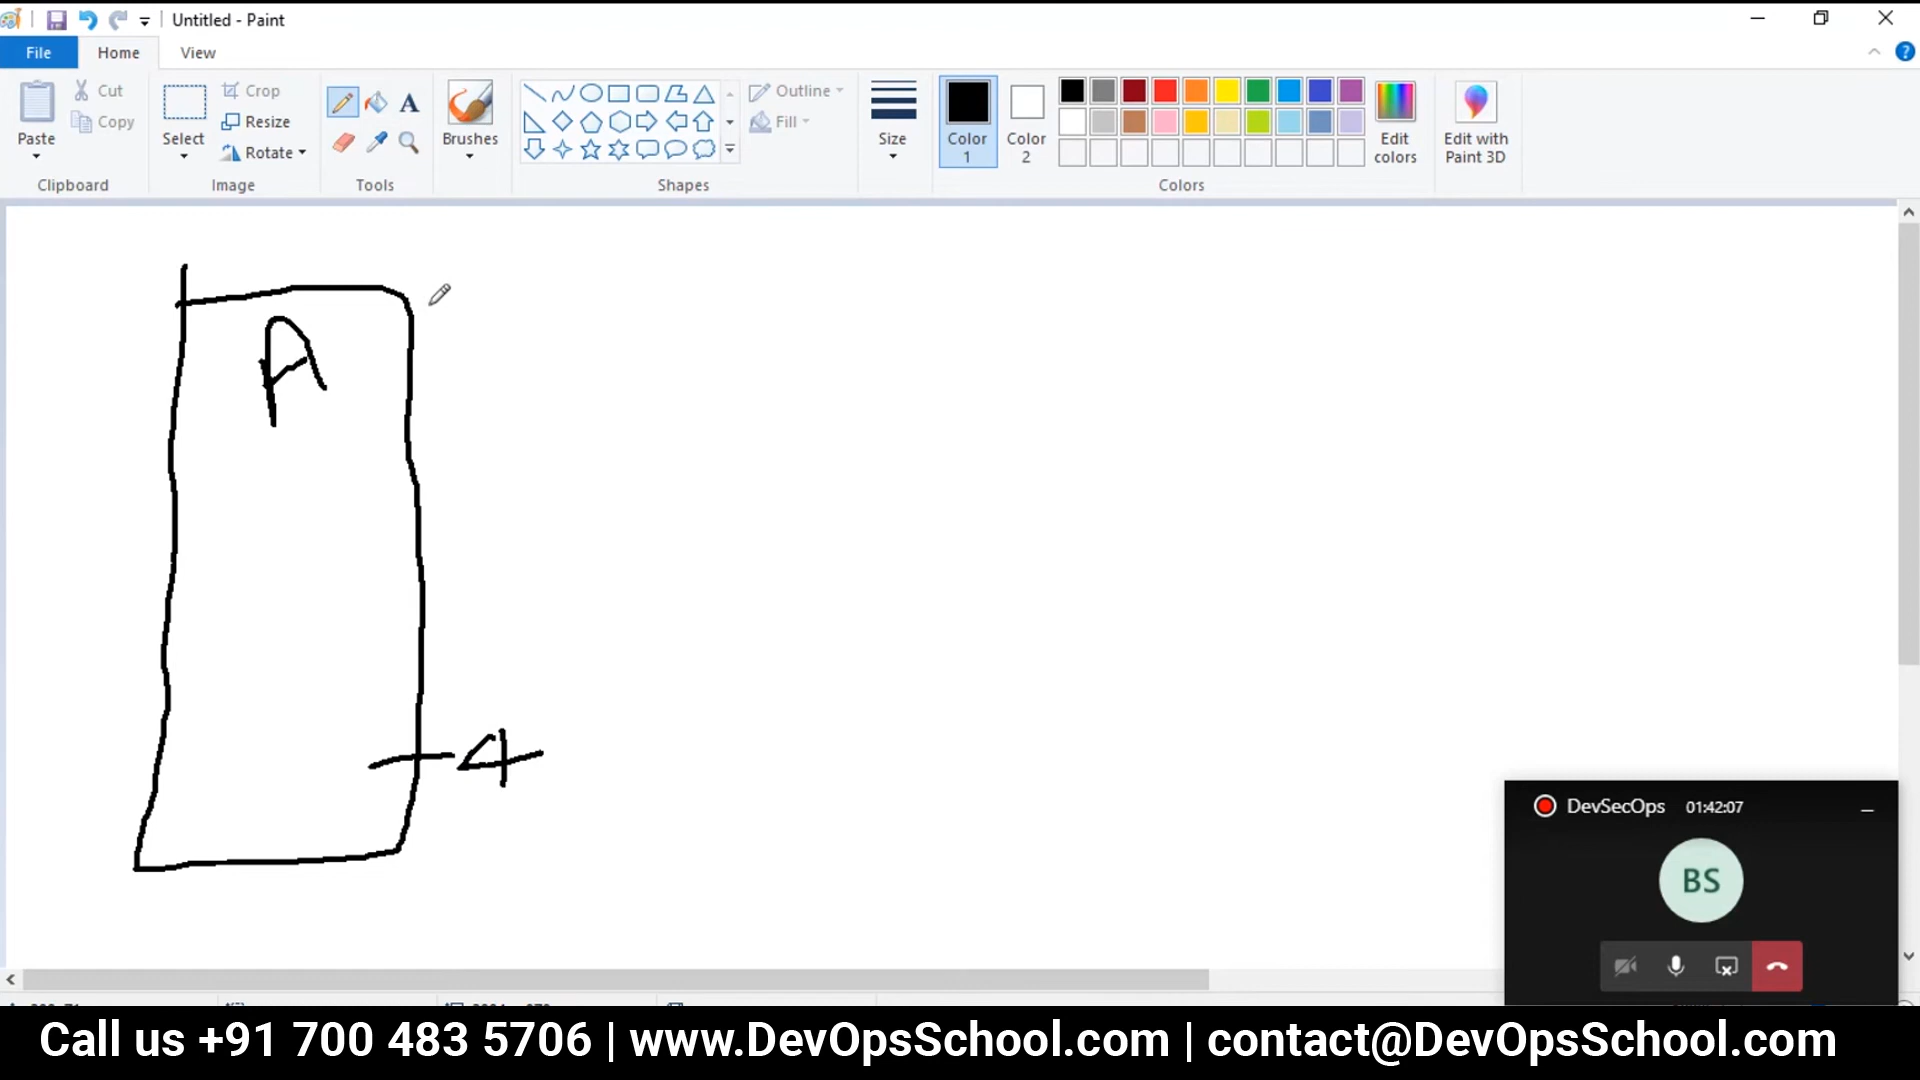 Untitled - Paint
File Home View
Paste
Cut
Copy
Clipboard
Select
Crop
Resize
Rotate
Image
A
Tools
Brushes
Outline
Fill
Shapes
Size
Color 1
Color 2
Edit colors
Colors
Edit with Paint 3D
A
4
DevSecOps 01:42:07
BS
Call us +91 700 483 5706 | www.DevOpsSchool.com | contact@DevOpsSchool.com